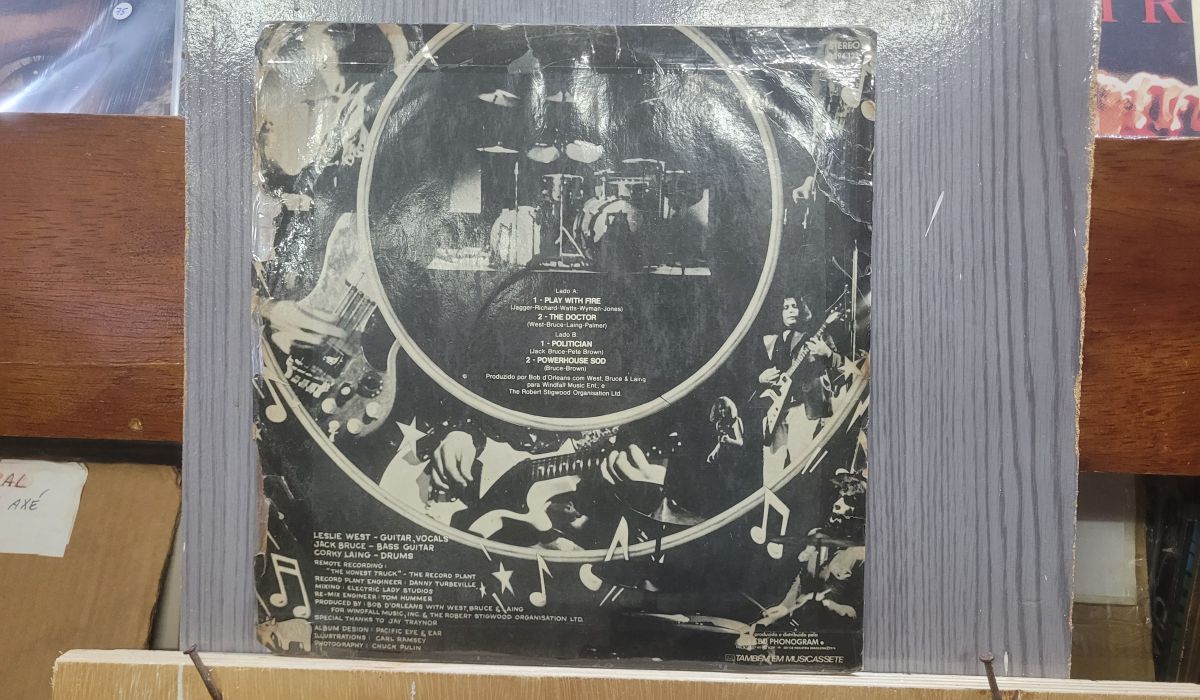 75
TR
STEREO
Lado A:
1 - PLAY WITH FIRE
(Jagger-Richard-Watts-Wyman-Jones)
2 - THE DOCTOR
(West-Bruce-Laing-Palmer)
Lado B
1 - POLITICIAN
(Jack Bruce-Pete Brown)
2 - POWERHOUSE SOD
(Bruce-Brown)
Produzido por Bob d'Orleans com West, Bruce & Laing
para Windfall Music Ent., e
The Robert Stigwood Organisation Ltd.
AXÉ
LESLIE WEST - GUITAR, VOCALS
JACK BRUCE - BASS GUITAR
CORKY LAING - DRUMS
REMOTE RECORDING:
"THE HONEST TRUCK" - THE RECORD PLANT
RECORD PLANT ENGINEER: DANNY TURBEVILLE
MIXING: ELECTRIC LADY STUDIOS
RE-MIX ENGINEER: TOM HUMMER
PRODUCED BY: BOB D'ORLEANS WITH WEST, BRUCE & LAING
FOR WINDFALL MUSIC, INC & THE ROBERT STIGWOOD ORGANISATION LTD.
SPECIAL THANKS TO JAY TRAYNOR
ALBUM DESIGN: PACIFIC EYE & EAR
ILLUSTRATIONS: CARL RAMSEY
PHOTOGRAPHY: CHUCK PULIN
produzido e distribuido pela
PHONOGRAM
TAMBÉM EM MUSICASSETE